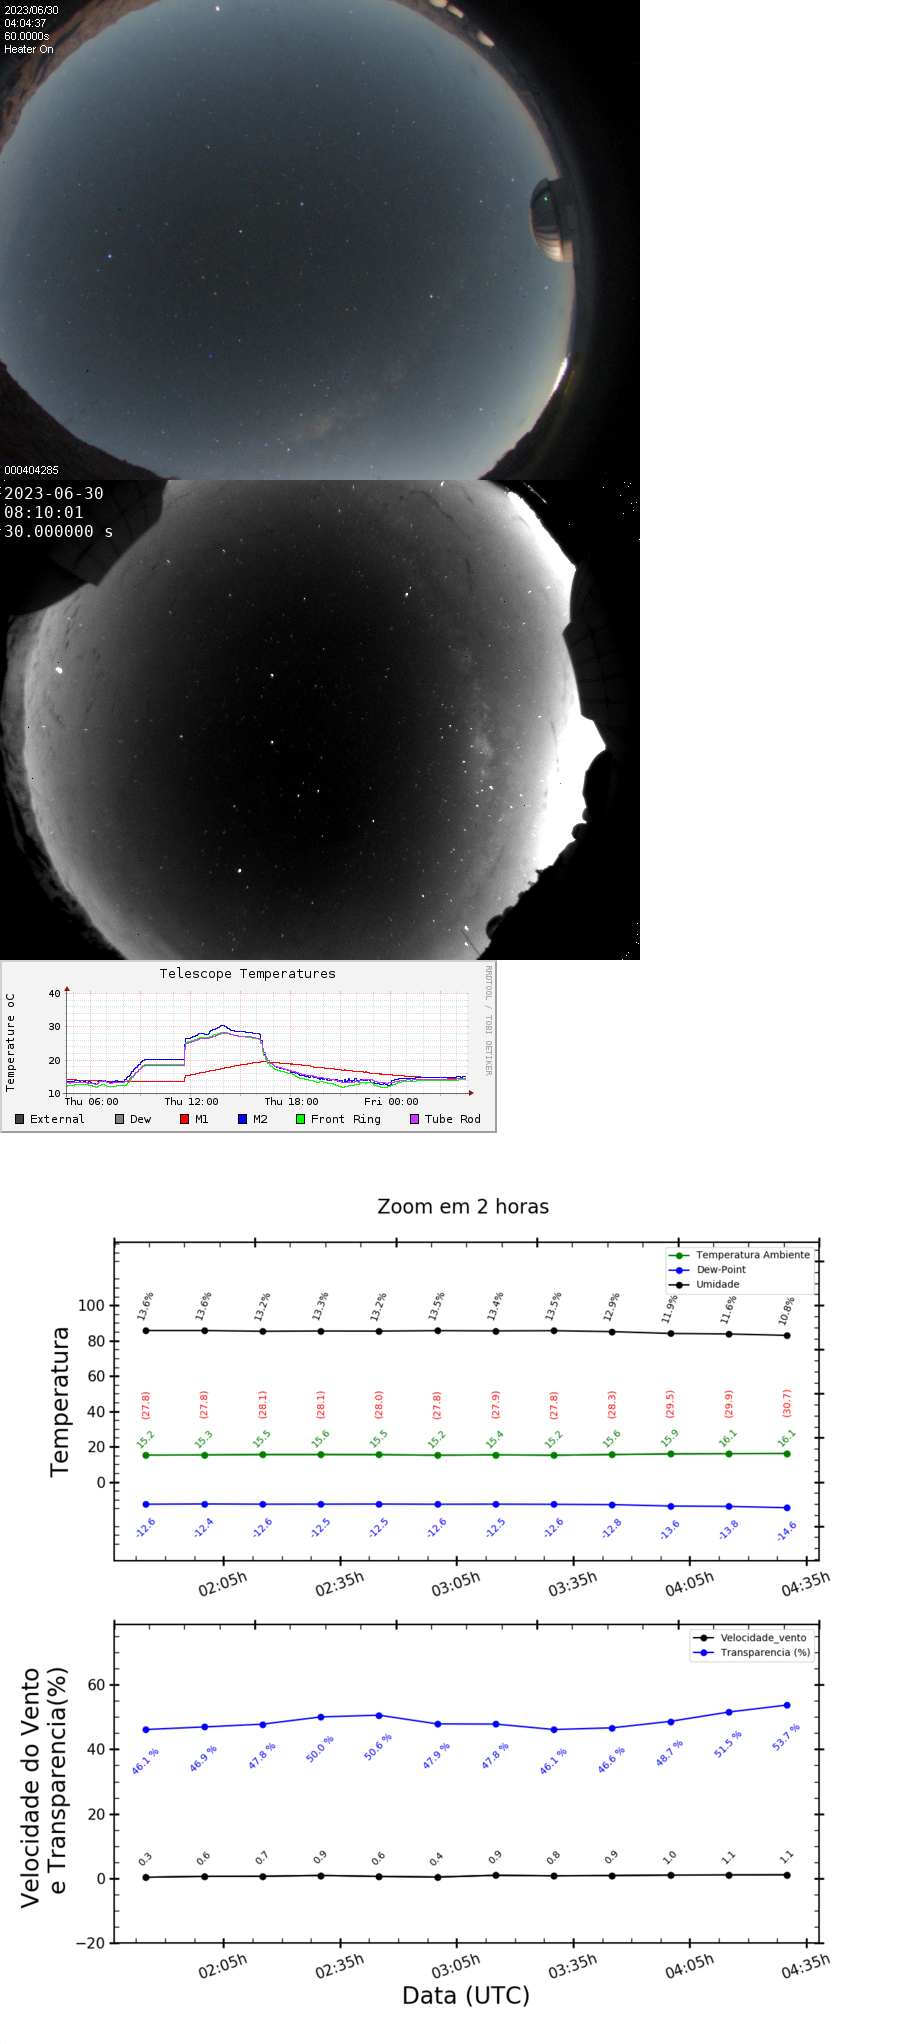 2023/06/30
04:04:37
60.0000s
Heater On
000404285
2023-06-30
08:10:01
30.000000 s
Telescope Temperatures
RRDTOOL / TOBI OETIKER
Temperature oC
40
30
20
10
Thu 06:00 Thu 12:00 Thu 18:00 Fri 00:00
External Dew M1 M2 Front Ring Tube Rod
Zoom em 2 horas
Temperatura Ambiente
Dew-Point
Umidade
Temperatura
100
80
60
40
20
0
13.6% 13.6% 13.2% 13.3% 13.2% 13.5% 13.4% 13.5% 12.9% 11.9% 11.6% 10.8%
(27.8) (27.8) (28.1) (28.1) (28.0) (27.8) (27.9) (27.8) (28.3) (29.5) (29.9) (30.7)
15.2 15.3 15.5 15.6 15.5 15.2 15.4 15.2 15.6 15.9 16.1 16.1
-12.6 -12.4 -12.6 -12.5 -12.5 -12.6 -12.5 -12.6 -12.8 -13.6 -13.8 -14.6
02:05h 02:35h 03:05h 03:35h 04:05h 04:35h
Velocidade_vento
Transparencia (%)
Velocidade do Vento
e Transparencia(%)
60
40
20
0
−20
46.1 % 46.9 % 47.8 % 50.0 % 50.6 % 47.9 % 47.8 % 46.1 % 46.6 % 48.7 % 51.5 % 53.7 %
0.3 0.6 0.7 0.9 0.6 0.4 0.9 0.8 0.9 1.0 1.1 1.1
02:05h 02:35h 03:05h 03:35h 04:05h 04:35h
Data (UTC)